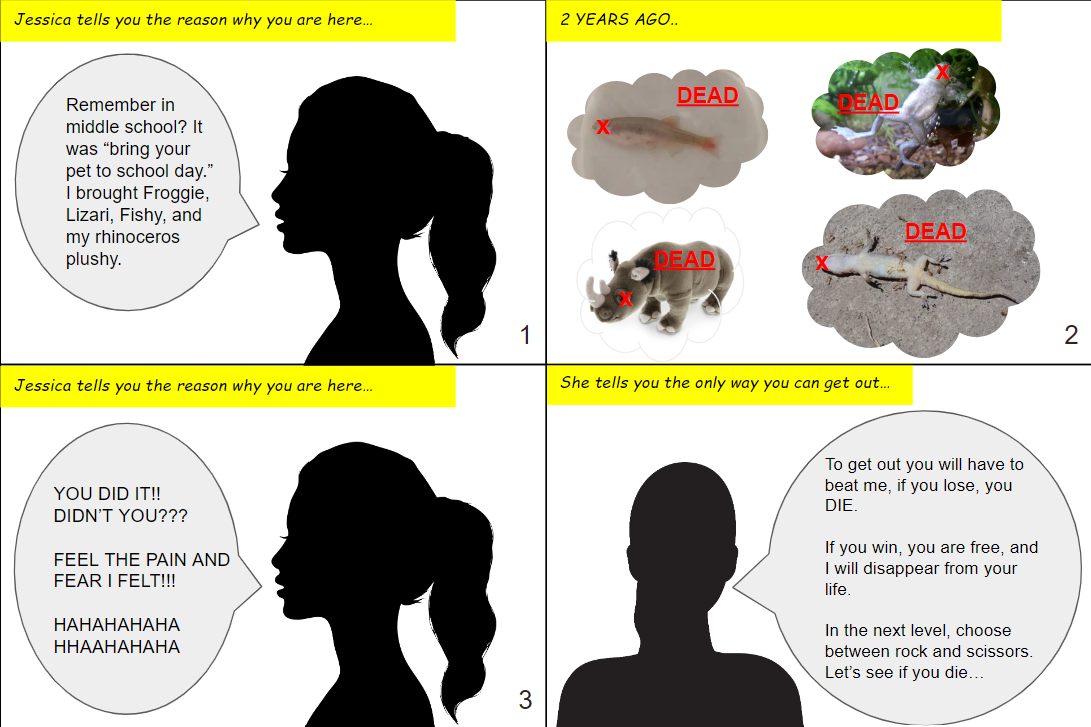 Jessica tells you the reason why you are here...
Remember in
middle school? It
was “bring your
pet to school day.”
I brought Froggie,
Lizari, Fishy, and
my rhinoceros
plushy.
1
2 YEARS AGO..
DEAD
X
DEAD
X
DEAD
X
DEAD
X
2
Jessica tells you the reason why you are here...
YOU DID IT!!
DIDN’T YOU???
FEEL THE PAIN AND
FEAR I FELT!!!
HAHAHAHAHA
HHAAHAHAHA
3
She tells you the only way you can get out...
To get out you will have to
beat me, if you lose, you
DIE.
If you win, you are free, and
I will disappear from your
life.
In the next level, choose
between rock and scissors.
Let’s see if you die…